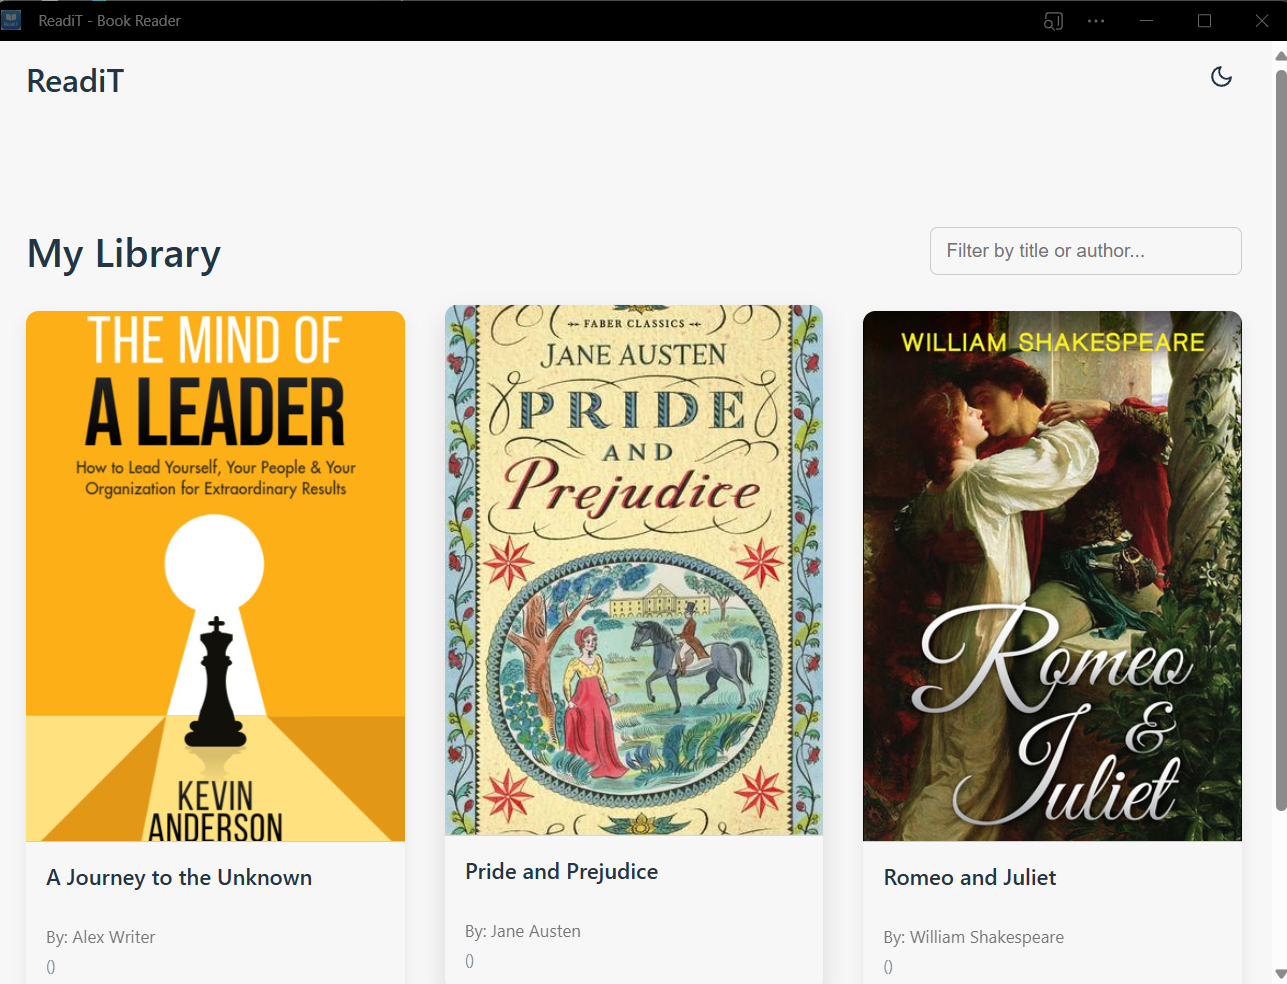 ReadiT - Book Reader
ReadiT
My Library
Filter by title or author...
THE MIND OF
A LEADER
How to Lead Yourself, Your People & Your
Organization for Extraordinary Results
KEVIN
ANDERSON
A Journey to the Unknown
By: Alex Writer
()
FABER CLASSICS
JANE AUSTEN
PRIDE
AND
Prejudice
Pride and Prejudice
By: Jane Austen
()
WILLIAM SHAKESPEARE
Romeo
&
Juliet
Romeo and Juliet
By: William Shakespeare
()